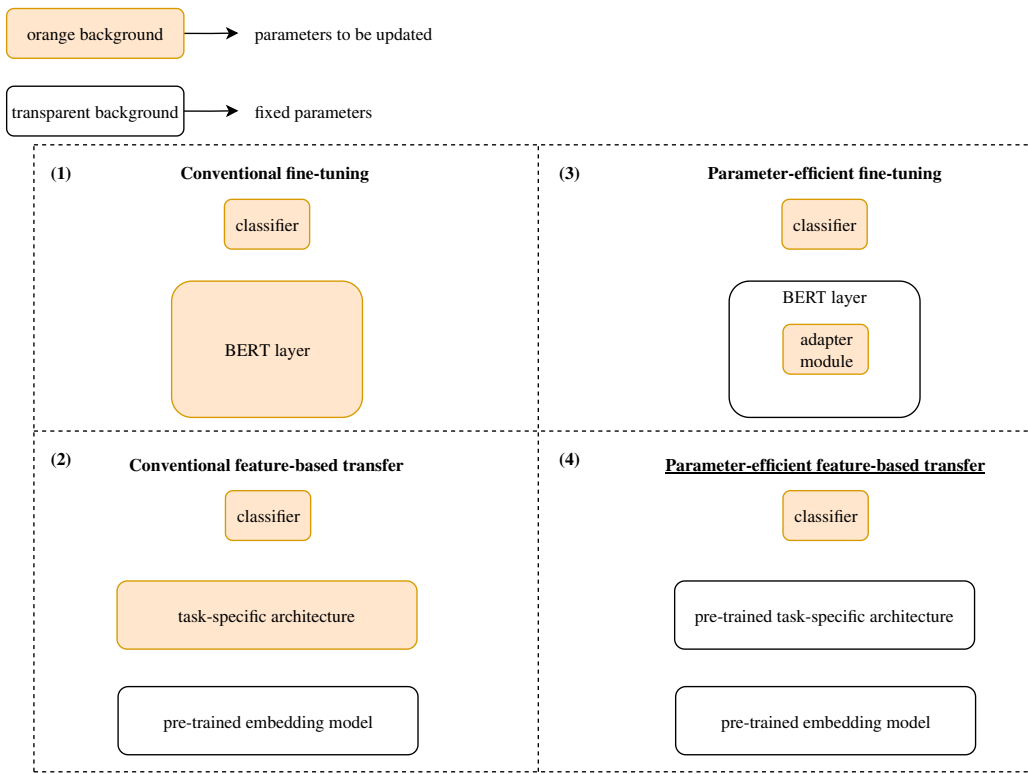 orange background
parameters to be updated
transparent background
fixed parameters
(1)
Conventional fine-tuning
classifier
BERT layer
(3)
Parameter-efficient fine-tuning
classifier
BERT layer
adapter
module
(2)
Conventional feature-based transfer
classifier
task-specific architecture
pre-trained embedding model
(4)
Parameter-efficient feature-based transfer
classifier
pre-trained task-specific architecture
pre-trained embedding model